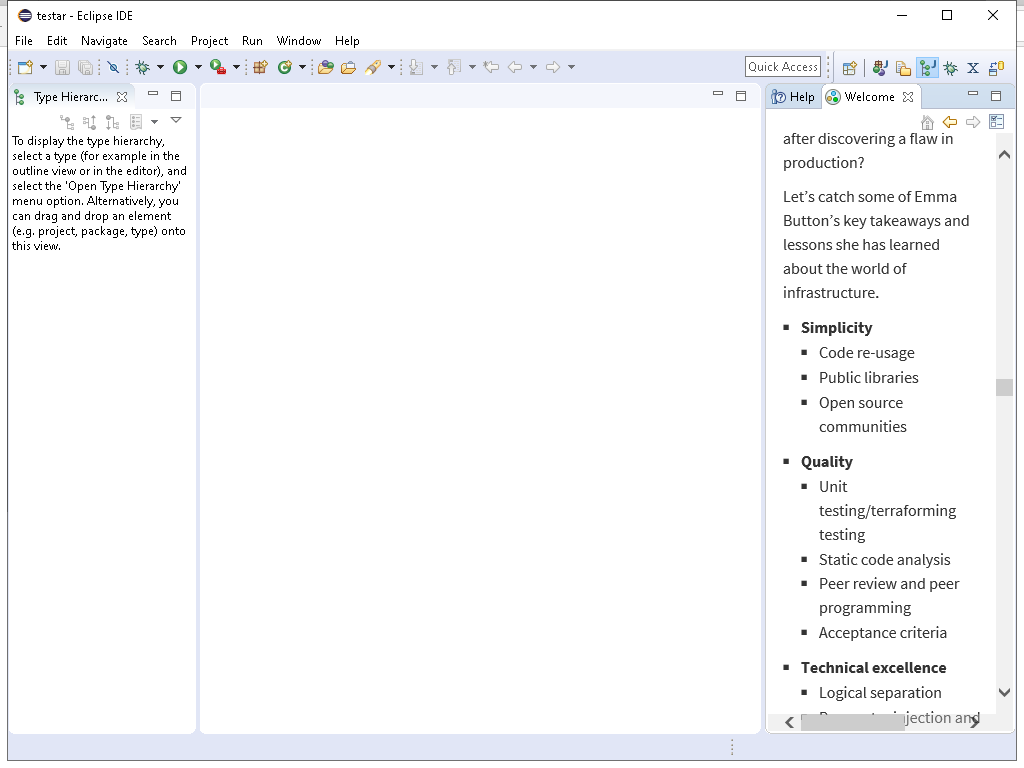 testar - Eclipse IDE
File Edit Navigate Search Project Run Window Help
Quick Access
Type Hierarc...
Help Welcome
To display the type hierarchy,
select a type (for example in the
outline view or in the editor), and
select the 'Open Type Hierarchy'
menu option. Alternatively, you
can drag and drop an element
(e.g. project, package, type) onto
this view.
after discovering a flaw in
production?
Let’s catch some of Emma
Button’s key takeaways and
lessons she has learned
about the world of
infrastructure.
Simplicity
Code re-usage
Public libraries
Open source
communities
Quality
Unit
testing/terraforming
testing
Static code analysis
Peer review and peer
programming
Acceptance criteria
Technical excellence
Logical separation
and